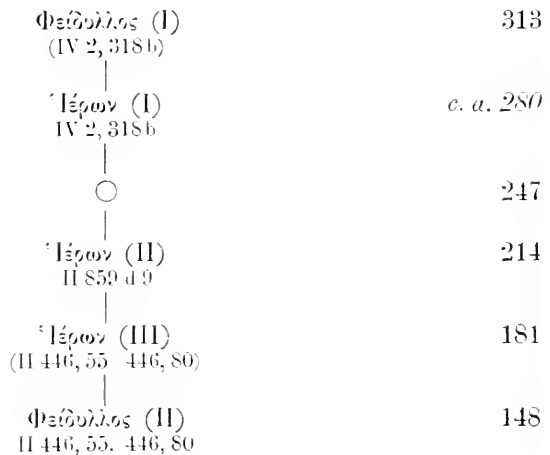 Φείδυλλος (I) 313
(IV 2, 318 b)
Ἱέρων (I) c. a. 280
IV 2, 318 b
247
Ἱέρων (II) 214
II 859 d 9
Ἱέρων (III) 181
(II 446, 55 446, 80)
Φείδυλλος (II) 148
II 446, 55. 446, 80